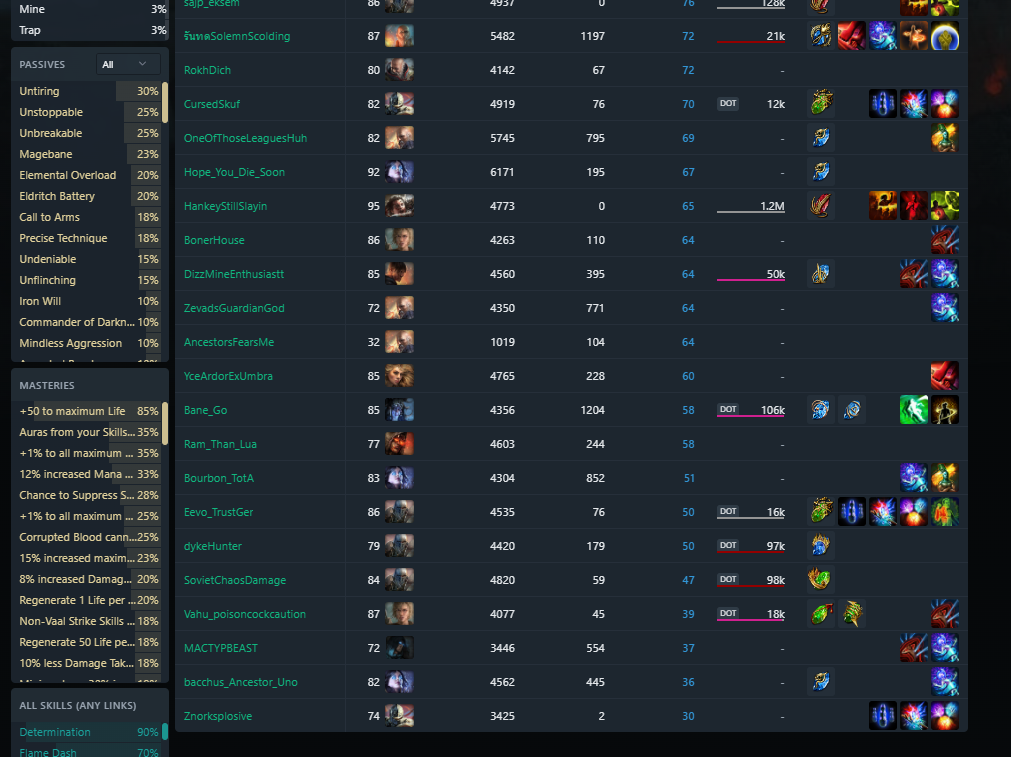 Mine 3%
Trap 3%
PASSIVES All
Untiring 30%
Unstoppable 25%
Unbreakable 25%
Magebane 23%
Elemental Overload 20%
Eldritch Battery 20%
Call to Arms 18%
Precise Technique 18%
Undeniable 15%
Unflinching 15%
Iron Will 10%
Commander of Darkn... 10%
Mindless Aggression 10%
MASTERIES
+50 to maximum Life 85%
Auras from your Skills... 35%
+1% to all maximum ... 35%
12% increased Mana ... 33%
Chance to Suppress S... 28%
+1% to all maximum ... 25%
Corrupted Blood cann... 25%
15% increased maxim... 23%
8% increased Damag... 20%
Regenerate 1 Life per ... 20%
Non-Vaal Strike Skills ... 18%
Regenerate 50 Life pe... 18%
10% less Damage Tak... 18%
ALL SKILLS (ANY LINKS)
Determination 90%
Flame Dash 70%
sajp_eksem 86 4937 0 76 128k
รันทดSolemnScolding 87 5482 1197 72 21k
RokhDich 80 4142 67 72 -
CursedSkuf 82 4919 76 70 DOT 12k
OneOfThoseLeaguesHuh 82 5745 795 69 -
Hope_You_Die_Soon 92 6171 195 67 -
HankeyStillSlayin 95 4773 0 65 1.2M
BonerHouse 86 4263 110 64 -
DizzMineEnthusiastt 85 4560 395 64 50k
ZevadsGuardianGod 72 4350 771 64 -
AncestorsFearsMe 32 1019 104 64 -
YceArdorExUmbra 85 4765 228 60 -
Bane_Go 85 4356 1204 58 DOT 106k
Ram_Than_Lua 77 4603 244 58 -
Bourbon_TotA 83 4304 852 51 -
Eevo_TrustGer 86 4535 76 50 DOT 16k
dykeHunter 79 4420 179 50 DOT 97k
SovietChaosDamage 84 4820 59 47 DOT 98k
Vahu_poisoncockcaution 87 4077 45 39 DOT 18k
MACTYPBEAST 72 3446 554 37 -
bacchus_Ancestor_Uno 82 4562 445 36 -
Znorksplosive 74 3425 2 30 -